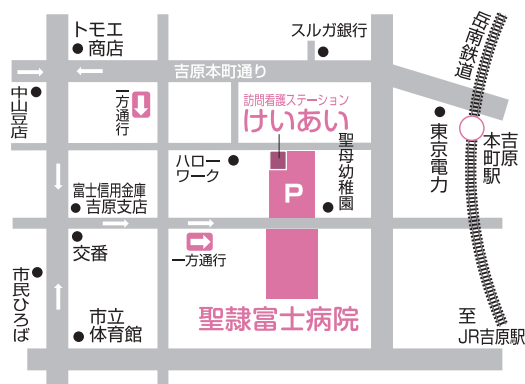 トモエ
商店
スルガ銀行
岳南鉄道
吉原本町通り
中山豆店
一方通行
訪問看護ステーション
けいあい
東京電力
吉原
本町駅
聖母幼稚園
ハロー
ワーク
P
富士信用金庫
吉原支店
交番
一方通行
市民ひろば
市立
体育館
聖隷富士病院
至
JR吉原駅